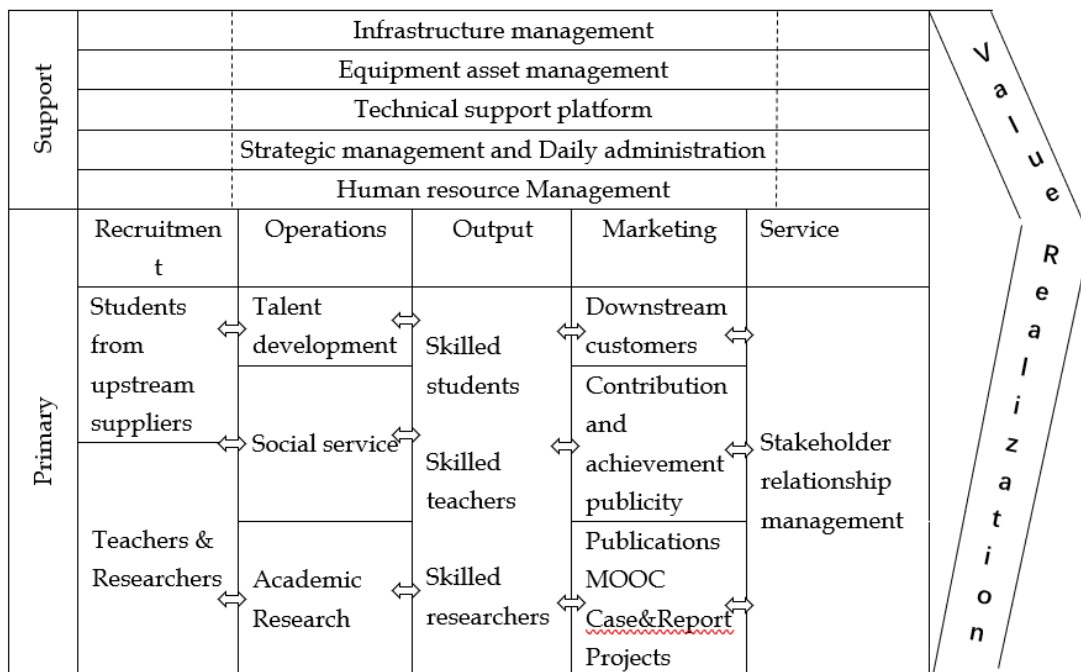 Support
Infrastructure management
Equipment asset management
Technical support platform
Strategic management and Daily administration
Human resource Management
Primary
Recruitmen
t
Operations
Output
Marketing
Service
Students
from
upstream
suppliers
Teachers &
Researchers
Talent
development
Social service
Academic
Research
Skilled
students
Skilled
teachers
Skilled
researchers
Downstream
customers
Contribution
and
achievement
publicity
Publications
MOOC
Case&Report
Projects
Stakeholder
relationship
management
Value
Realization